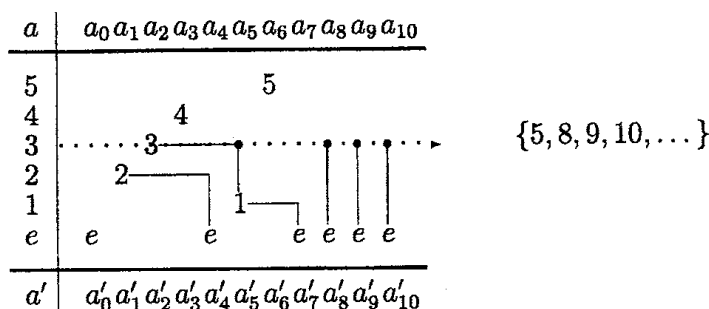 a a₀ a₁ a₂ a₃ a₄ a₅ a₆ a₇ a₈ a₉ a₁₀
5 5
4 4
3 3 {5, 8, 9, 10, . . . }
2 2
1 1
e e e e e e e
a′ a′₀ a′₁ a′₂ a′₃ a′₄ a′₅ a′₆ a′₇ a′₈ a′₉ a′₁₀